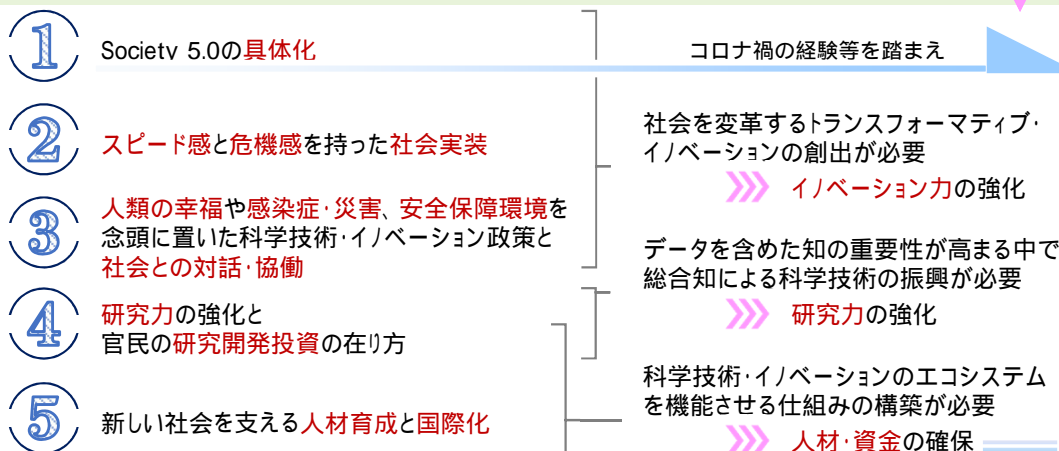 1
Society 5.0の具体化
2
スピード感と危機感を持った社会実装
3
人類の幸福や感染症・災害、安全保障環境を
念頭に置いた科学技術・イノベーション政策と
社会との対話・協働
4
研究力の強化と
官民の研究開発投資の在り方
5
新しい社会を支える人材育成と国際化
コロナ禍の経験等を踏まえ
社会を変革するトランスフォーマティブ・
イノベーションの創出が必要
イノベーション力の強化
データを含めた知の重要性が高まる中で
総合知による科学技術の振興が必要
研究力の強化
科学技術・イノベーションのエコシステム
を機能させる仕組みの構築が必要
人材・資金の確保